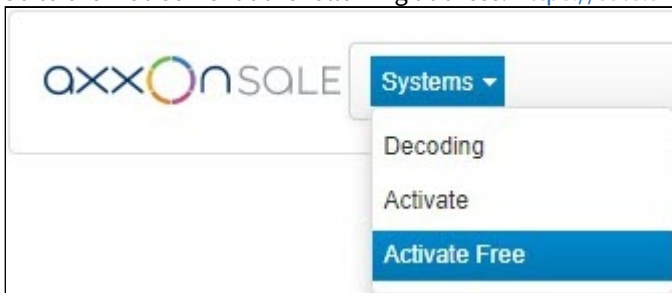 axxonsale
Systems
Decoding
Activate
Activate Free